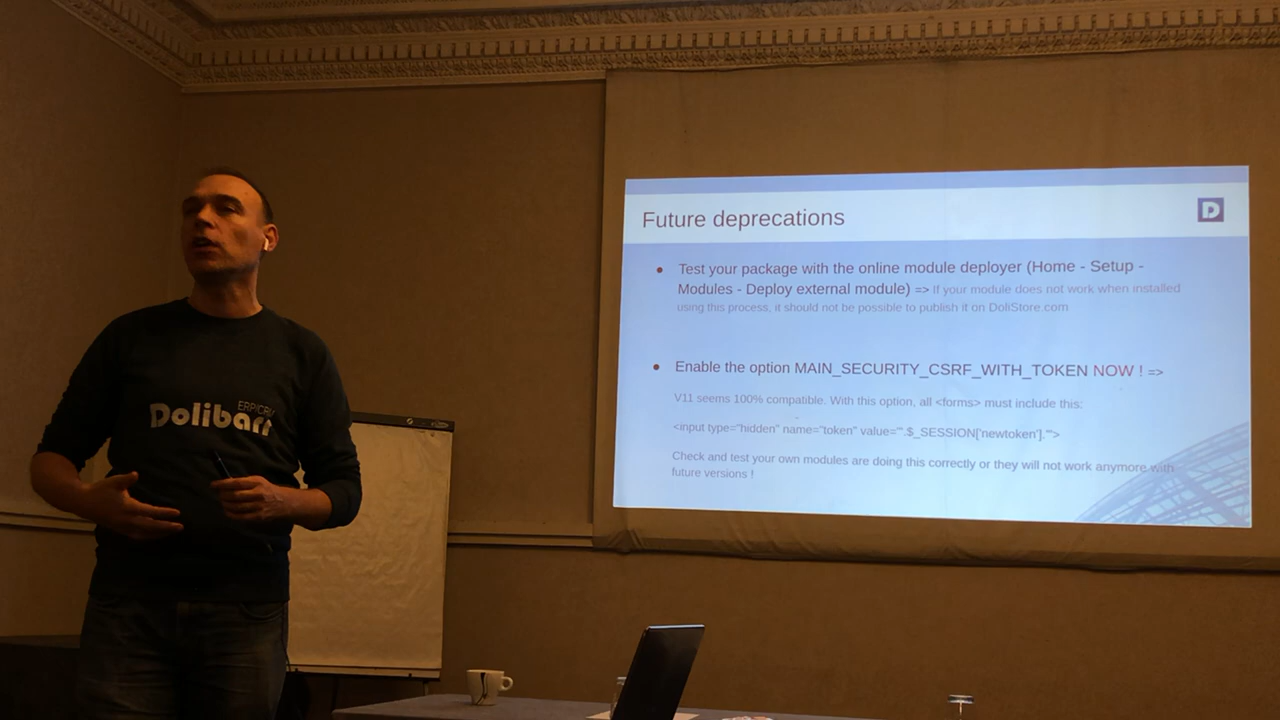 Future deprecations
D
Test your package with the online module deployer (Home - Setup -
Modules - Deploy external module) => If your module does not work when installed
using this process, it should not be possible to publish it on DoliStore.com
Enable the option MAIN_SECURITY_CSRF_WITH_TOKEN NOW ! =>
V11 seems 100% compatible. With this option, all <forms> must include this:
<input type="hidden" name="token" value="'.$_SESSION['newtoken'].'">
Check and test your own modules are doing this correctly or they will not work anymore with
future versions !
ERP/CRM
Dolibarr